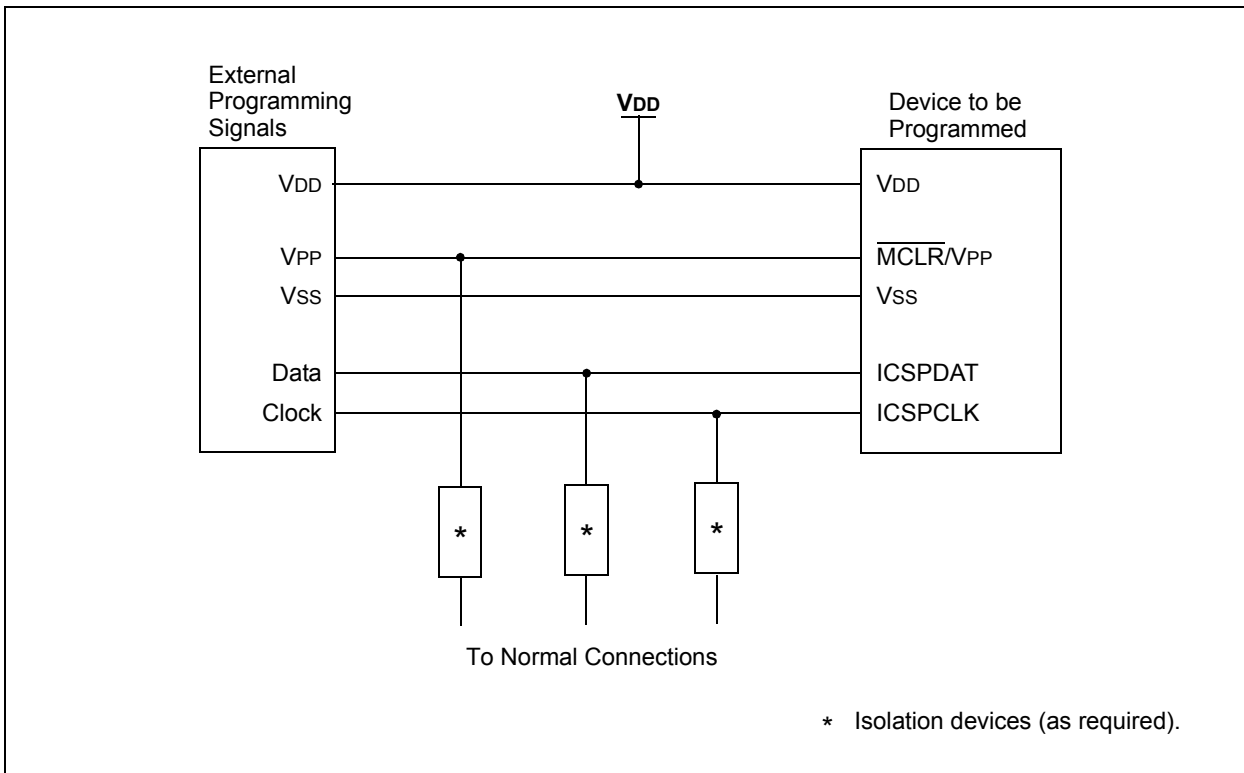 External
Programming
Signals
VDD
Device to be
Programmed
VDD
VDD
VPP
MCLR/VPP
VSS
VSS
Data
ICSPDAT
Clock
ICSPCLK
*
*
*
To Normal Connections
* Isolation devices (as required).